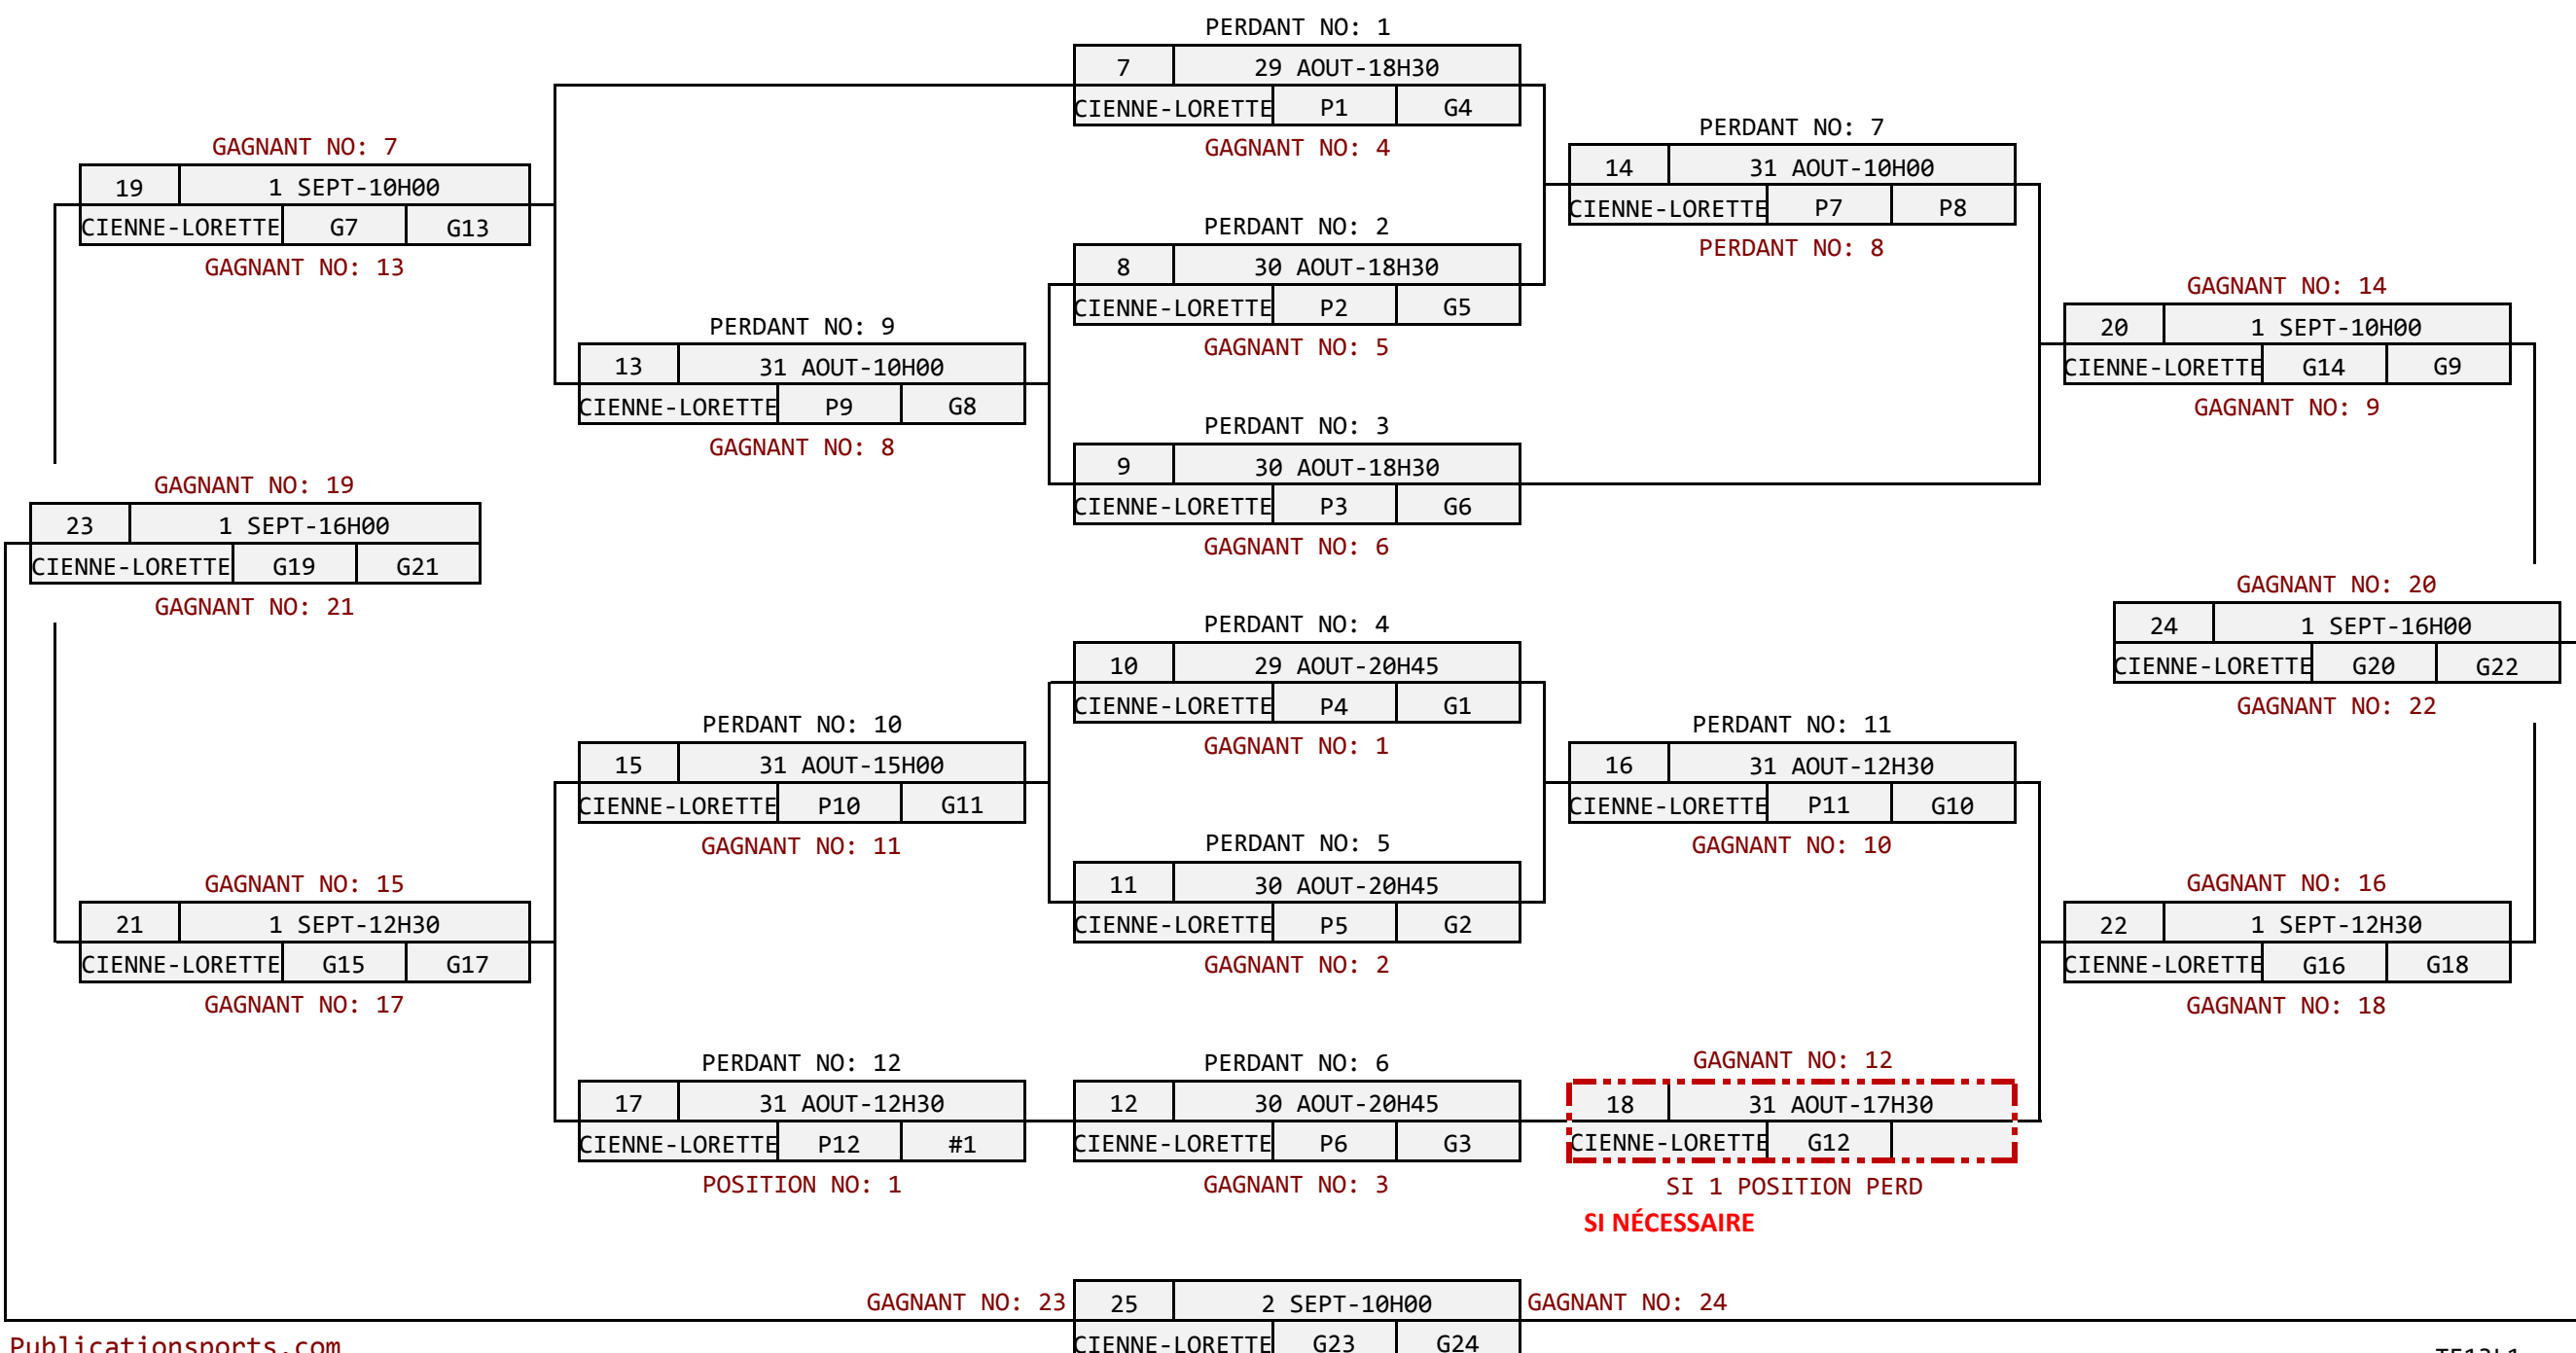 PERDANT NO: 1
7 29 AOUT-18H30
CIENNE-LORETTE P1 G4
GAGNANT NO: 4
GAGNANT NO: 7
19 1 SEPT-10H00
CIENNE-LORETTE G7 G13
GAGNANT NO: 13
PERDANT NO: 7
14 31 AOUT-10H00
CIENNE-LORETTE P7 P8
PERDANT NO: 8
PERDANT NO: 2
8 30 AOUT-18H30
CIENNE-LORETTE P2 G5
GAGNANT NO: 5
PERDANT NO: 9
13 31 AOUT-10H00
CIENNE-LORETTE P9 G8
GAGNANT NO: 8
GAGNANT NO: 14
20 1 SEPT-10H00
CIENNE-LORETTE G14 G9
GAGNANT NO: 9
PERDANT NO: 3
9 30 AOUT-18H30
CIENNE-LORETTE P3 G6
GAGNANT NO: 6
GAGNANT NO: 19
23 1 SEPT-16H00
CIENNE-LORETTE G19 G21
GAGNANT NO: 21
GAGNANT NO: 20
24 1 SEPT-16H00
CIENNE-LORETTE G20 G22
GAGNANT NO: 22
PERDANT NO: 4
10 29 AOUT-20H45
CIENNE-LORETTE P4 G1
GAGNANT NO: 1
PERDANT NO: 10
15 31 AOUT-15H00
CIENNE-LORETTE P10 G11
GAGNANT NO: 11
PERDANT NO: 11
16 31 AOUT-12H30
CIENNE-LORETTE P11 G10
GAGNANT NO: 10
PERDANT NO: 5
11 30 AOUT-20H45
CIENNE-LORETTE P5 G2
GAGNANT NO: 2
GAGNANT NO: 15
21 1 SEPT-12H30
CIENNE-LORETTE G15 G17
GAGNANT NO: 17
GAGNANT NO: 16
22 1 SEPT-12H30
CIENNE-LORETTE G16 G18
GAGNANT NO: 18
PERDANT NO: 12
17 31 AOUT-12H30
CIENNE-LORETTE P12 #1
POSITION NO: 1
PERDANT NO: 6
12 30 AOUT-20H45
CIENNE-LORETTE P6 G3
GAGNANT NO: 3
GAGNANT NO: 12
18 31 AOUT-17H30
CIENNE-LORETTE G12
SI 1 POSITION PERD
SI NÉCESSAIRE
GAGNANT NO: 23 25 2 SEPT-10H00 GAGNANT NO: 24
CIENNE-LORETTE G23 G24
Publicationsports.com